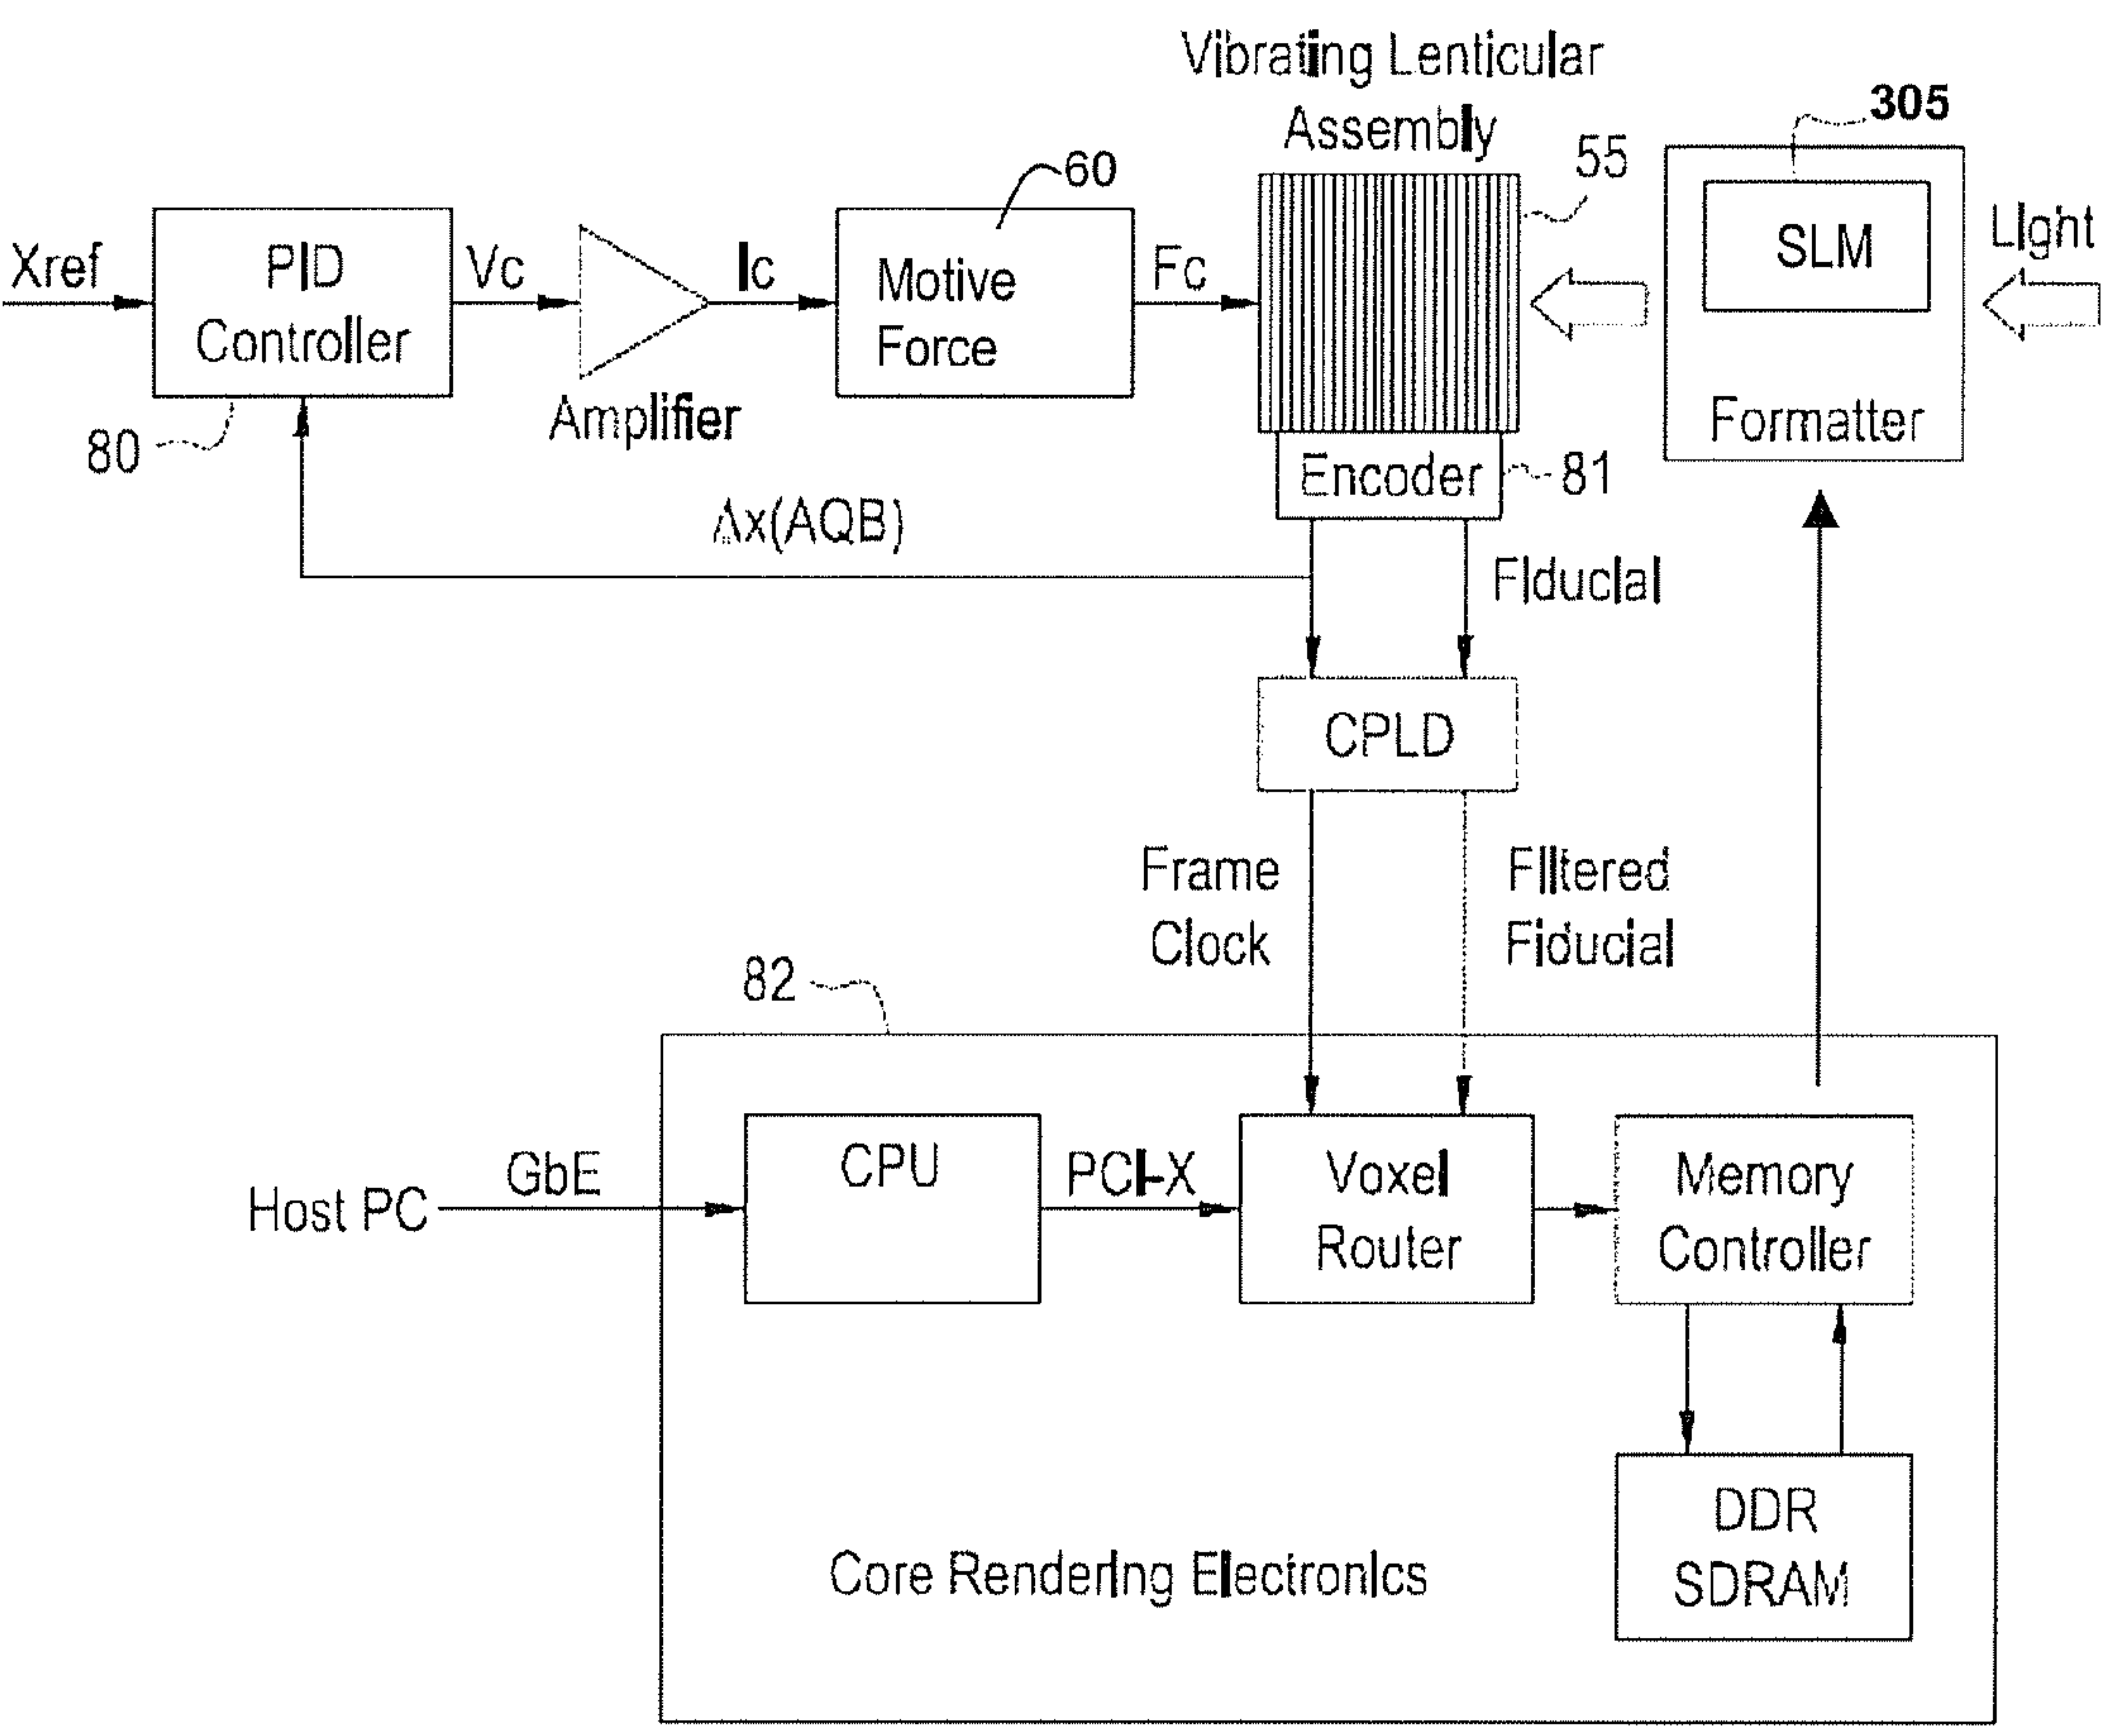 Vibrating Lenticular
Assembly
305
55
60
Xref
PID
Controller
Vc
Amplifier
Ic
Motive
Force
Fc
SLM
Formatter
Light
80
Encoder
81
Δx(AQB)
Fiducial
CPLD
Frame
Clock
Filtered
Fiducial
82
Host PC
GbE
CPU
PCI-X
Voxel
Router
Memory
Controller
DDR
SDRAM
Core Rendering Electronics